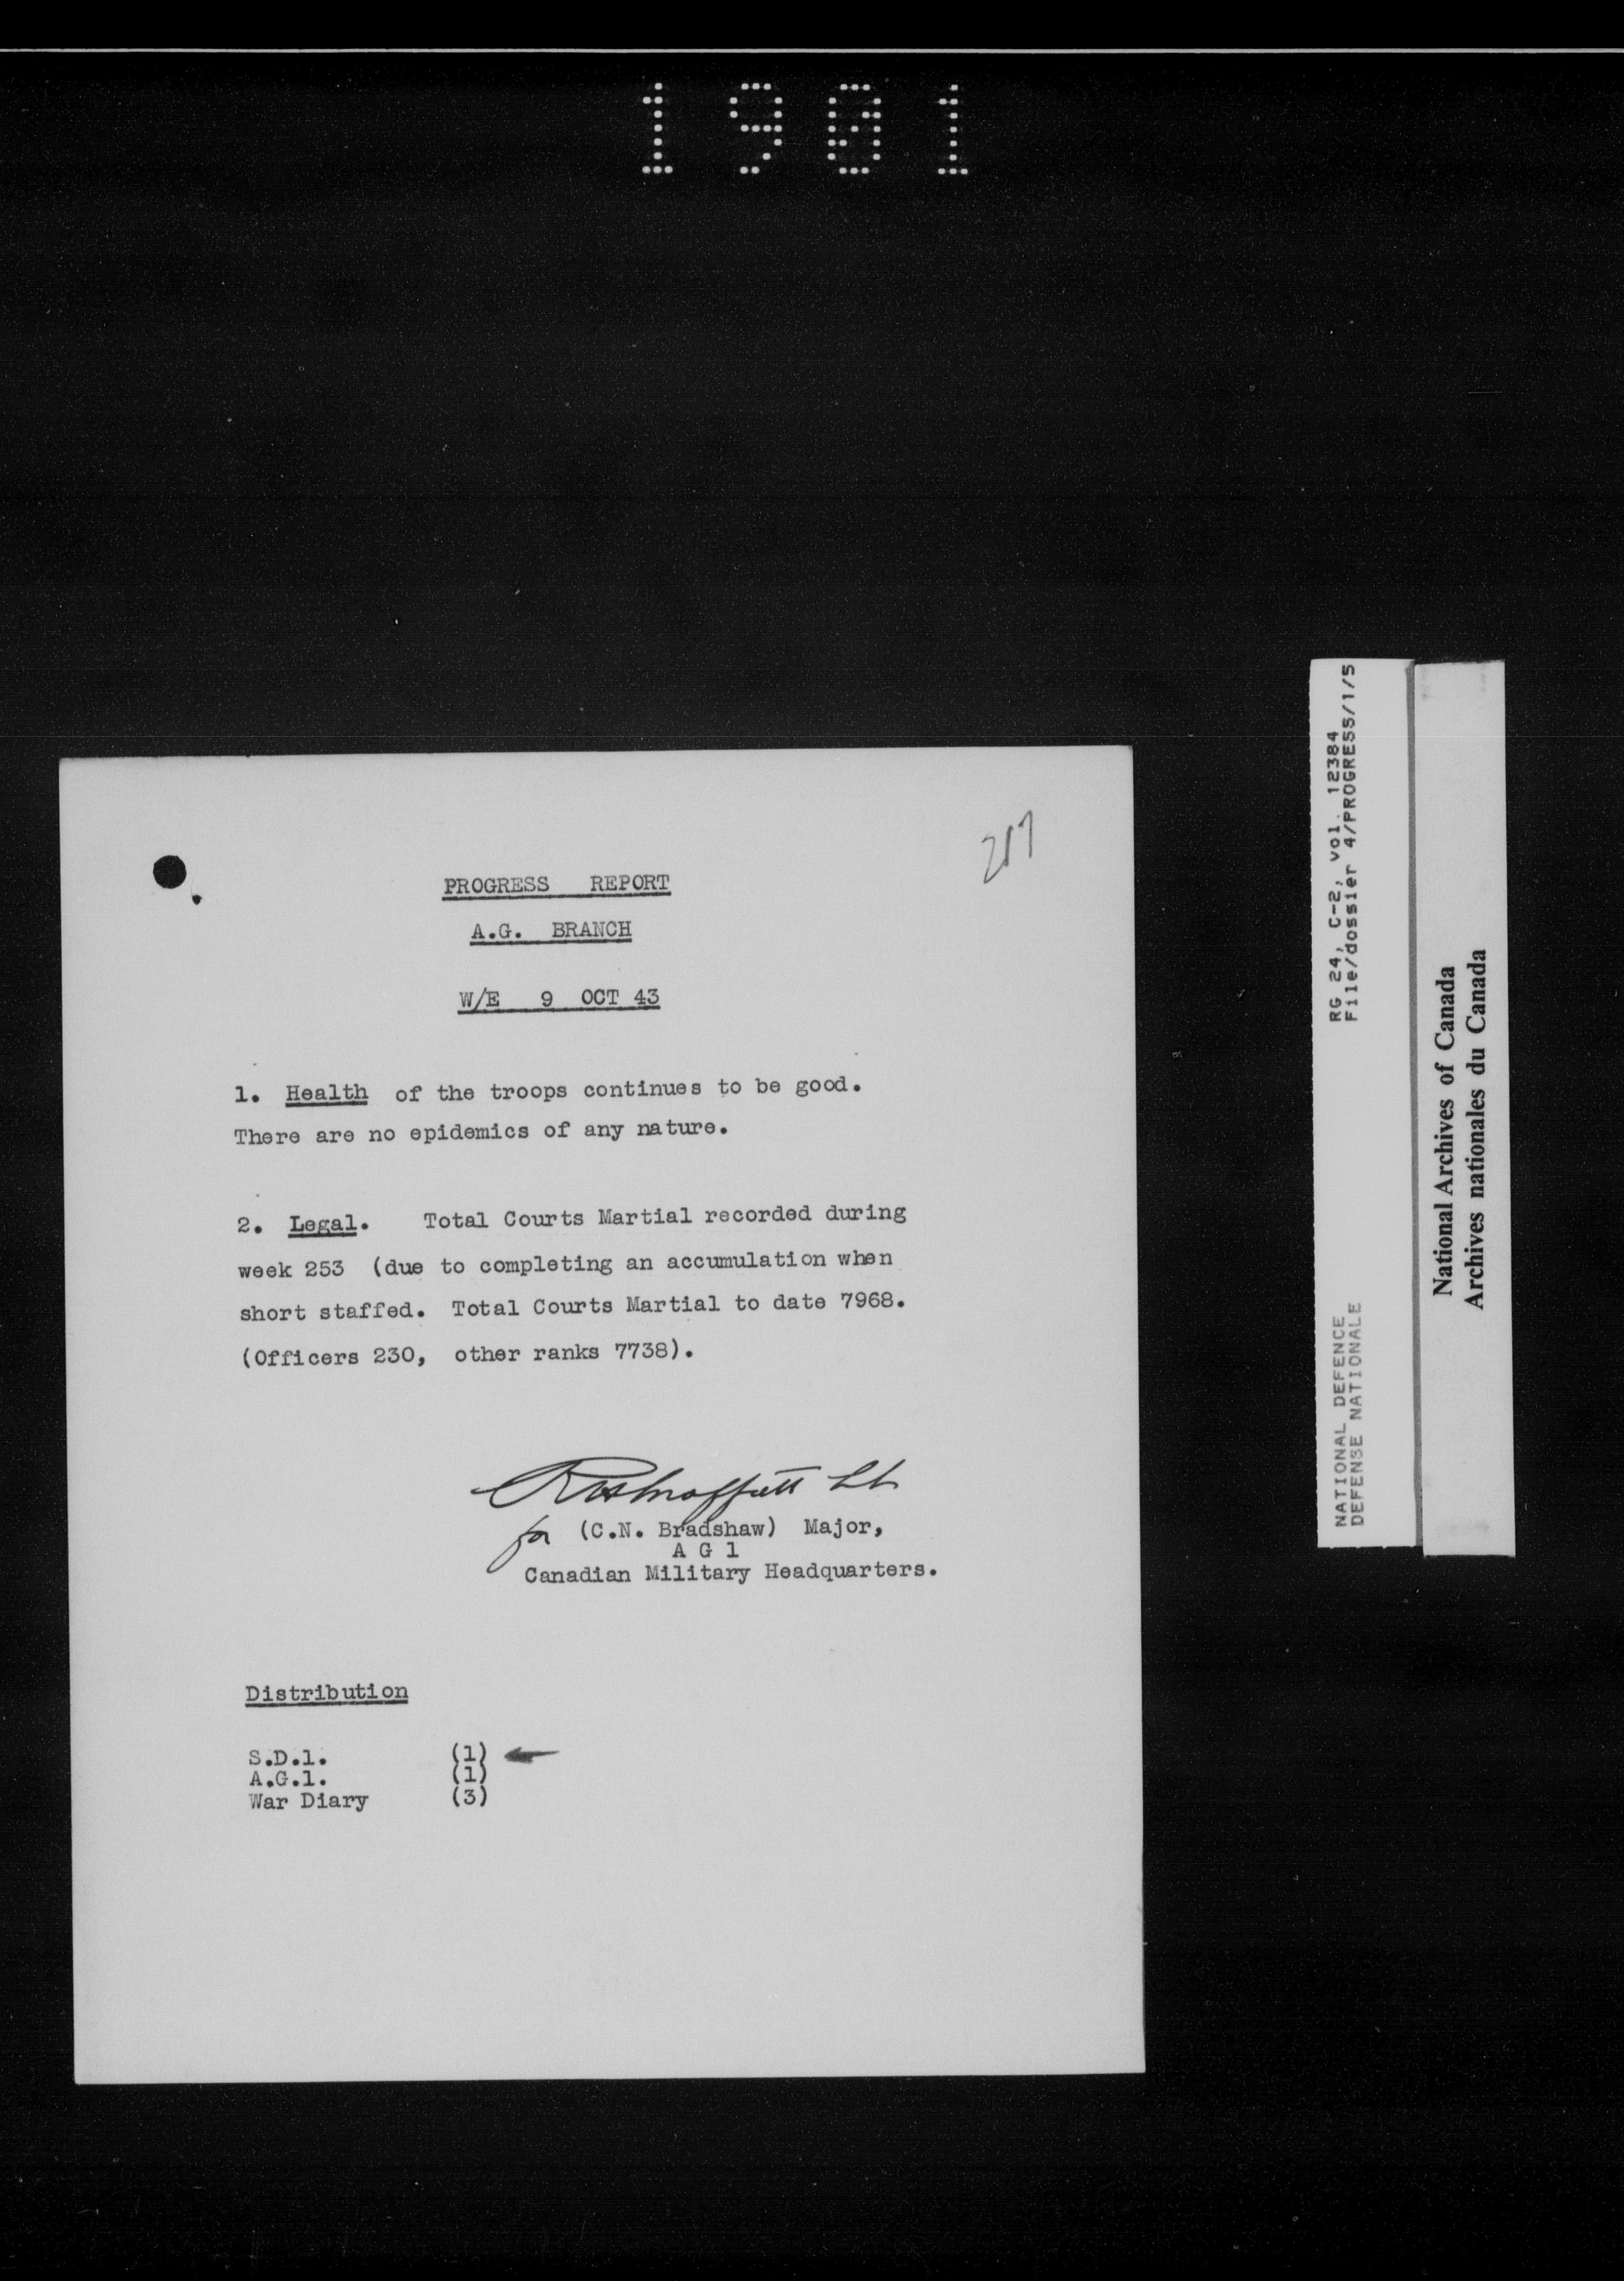 1901
217
PROGRESS REPORT
A.G. BRANCH
W/E 9 OCT 43
1. Health of the troops continues to be good.
There are no epidemics of any nature.
2. Legal. Total Courts Martial recorded during
week 253 (due to completing an accumulation when
short staffed. Total Courts Martial to date 7968.
(Officers 230, other ranks 7738).
Lt
for (C.N. Bradshaw) Major,
A G 1
Canadian Military Headquarters.
Distribution
S.D.1. (1)
A.G.1. (1)
War Diary (3)
RG 24, C-2, vol. 12384
File/dossier 4/PROGRESS/1/5
NATIONAL DEFENCE
DEFENSE NATIONALE
National Archives of Canada
Archives nationales du Canada